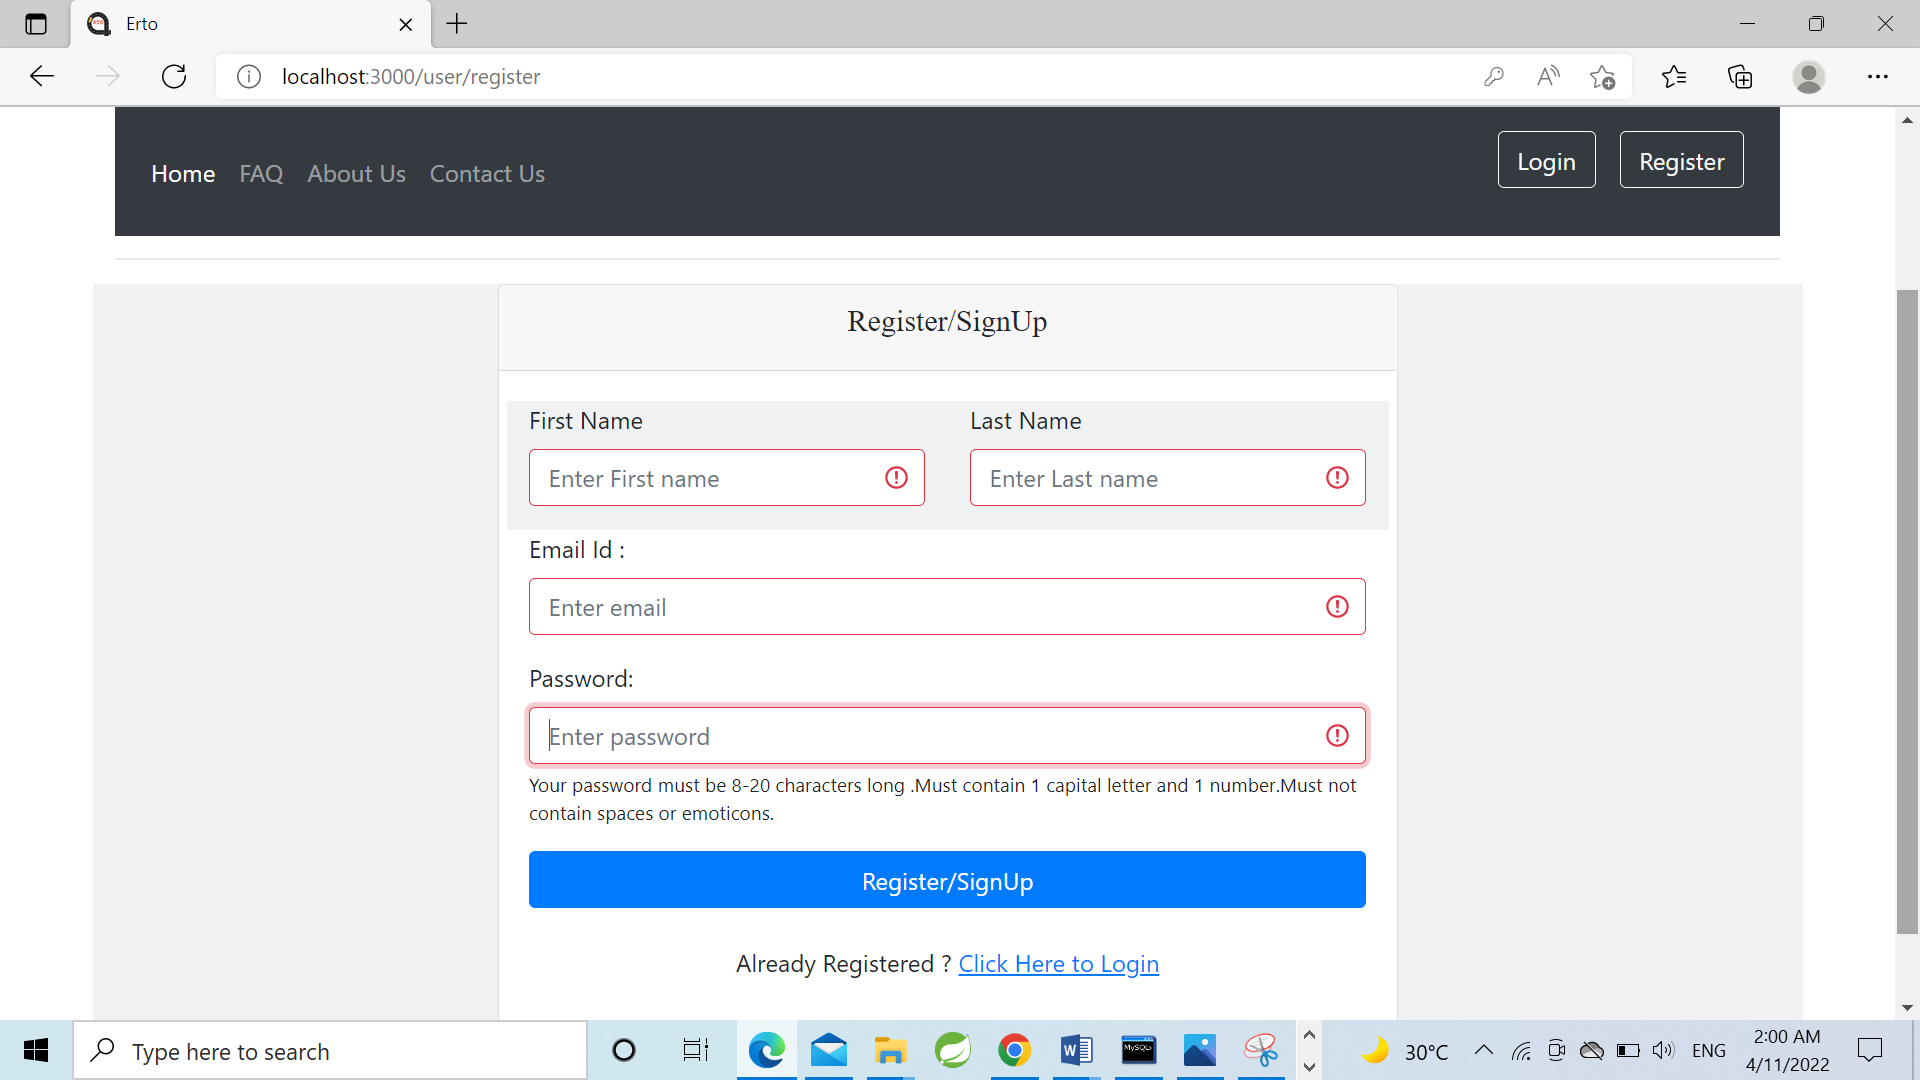 Erto
localhost:3000/user/register
Home FAQ About Us Contact Us
Login Register
Register/SignUp
First Name Last Name
Enter First name Enter Last name
Email Id :
Enter email
Password:
Enter password
Your password must be 8-20 characters long .Must contain 1 capital letter and 1 number.Must not
contain spaces or emoticons.
Register/SignUp
Already Registered ? Click Here to Login
Type here to search
MySQL
30°C
ENG
2:00 AM
4/11/2022